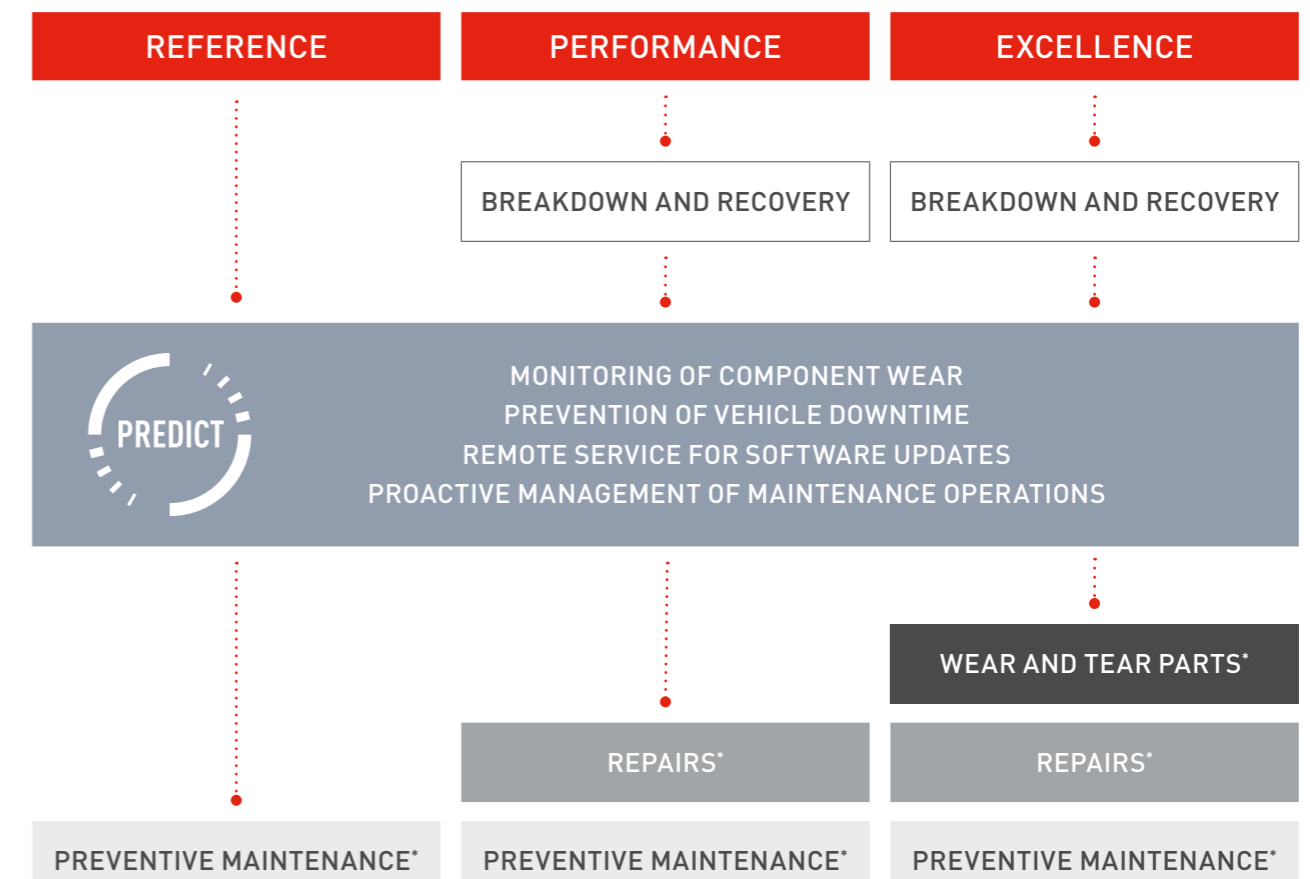 REFERENCE
PERFORMANCE
EXCELLENCE
BREAKDOWN AND RECOVERY
BREAKDOWN AND RECOVERY
PREDICT
MONITORING OF COMPONENT WEAR
PREVENTION OF VEHICLE DOWNTIME
REMOTE SERVICE FOR SOFTWARE UPDATES
PROACTIVE MANAGEMENT OF MAINTENANCE OPERATIONS
WEAR AND TEAR PARTS*
REPAIRS*
REPAIRS*
PREVENTIVE MAINTENANCE*
PREVENTIVE MAINTENANCE*
PREVENTIVE MAINTENANCE*